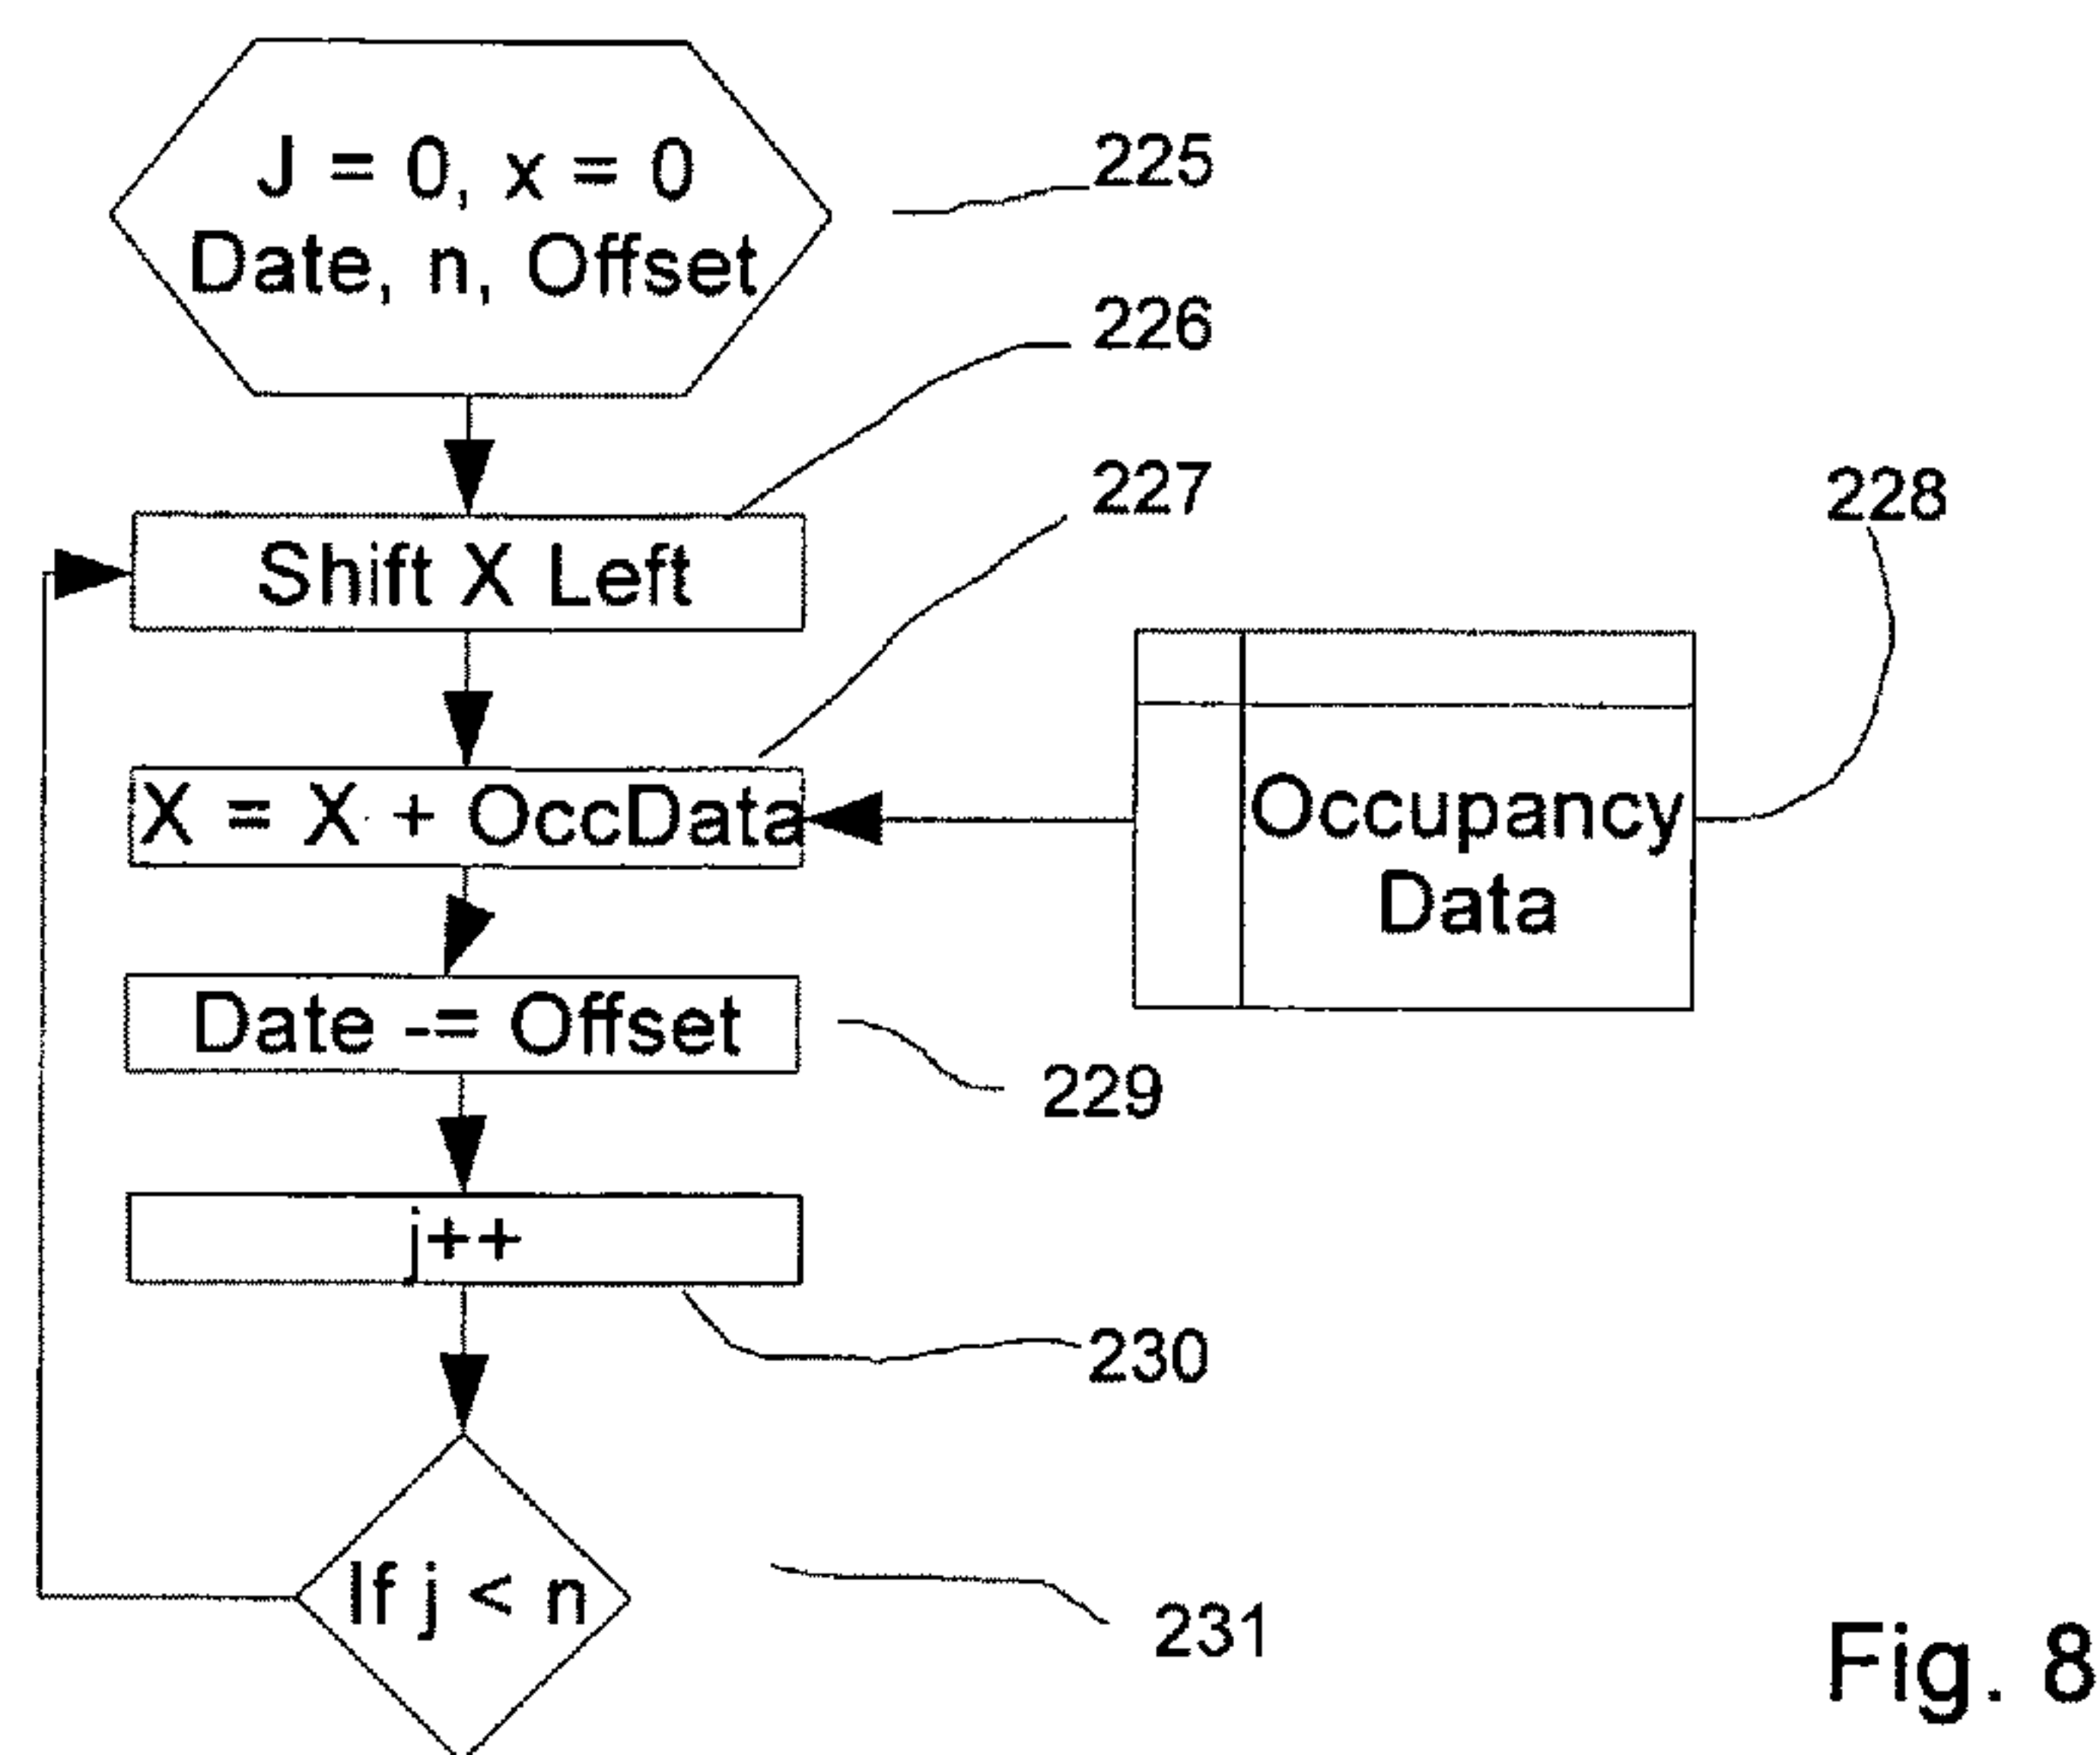 J = 0, x = 0
Date, n, Offset
225
226
Shift X Left
227
228
X = X + OccData
Occupancy
Data
Date -= Offset
229
j++
230
If j < n
231
Fig. 8